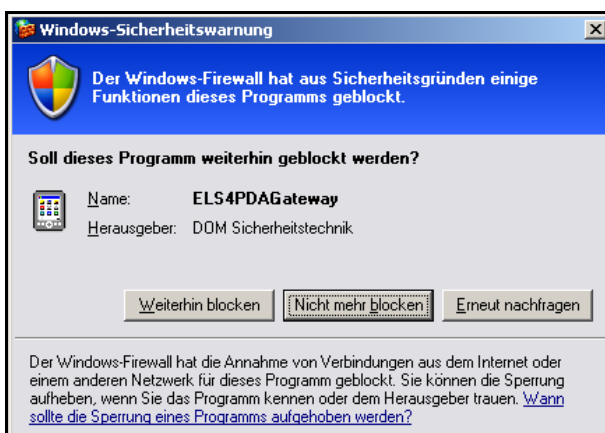 Windows-Sicherheitswarnung
Der Windows-Firewall hat aus Sicherheitsgründen einige
Funktionen dieses Programms geblockt.
Soll dieses Programm weiterhin geblockt werden?
Name: ELS4PDAGateway
Herausgeber: DOM Sicherheitstechnik
Weiterhin blocken Nicht mehr blocken Erneut nachfragen
Der Windows-Firewall hat die Annahme von Verbindungen aus dem Internet oder
einem anderen Netzwerk für dieses Programm geblockt. Sie können die Sperrung
aufheben, wenn Sie das Programm kennen oder dem Herausgeber trauen. Wann
sollte die Sperrung eines Programms aufgehoben werden?